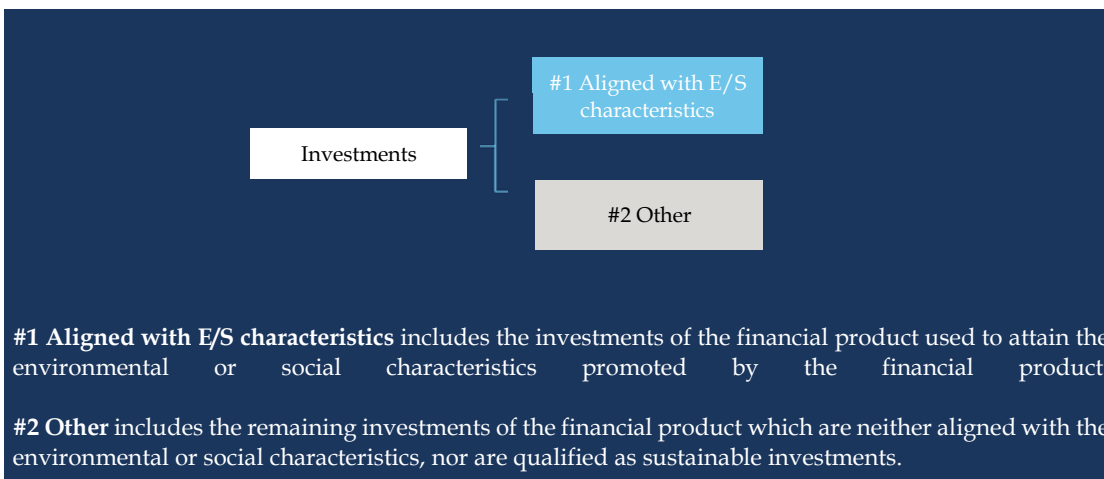 #1 Aligned with E/S
characteristics
Investments
#2 Other
#1 Aligned with E/S characteristics includes the investments of the financial product used to attain the
environmental or social characteristics promoted by the financial product
#2 Other includes the remaining investments of the financial product which are neither aligned with the
environmental or social characteristics, nor are qualified as sustainable investments.